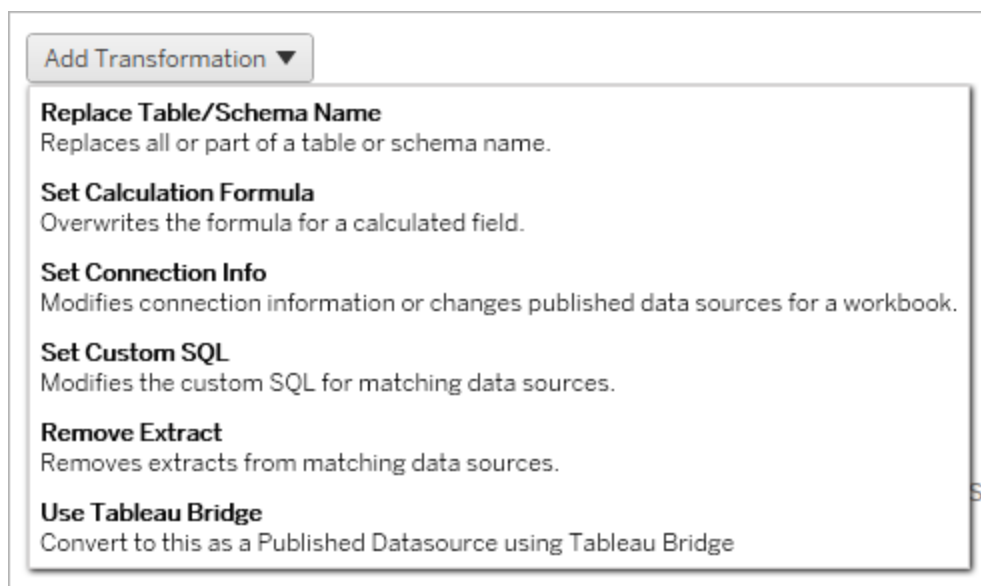 Add Transformation ▼
Replace Table/Schema Name
Replaces all or part of a table or schema name.
Set Calculation Formula
Overwrites the formula for a calculated field.
Set Connection Info
Modifies connection information or changes published data sources for a workbook.
Set Custom SQL
Modifies the custom SQL for matching data sources.
Remove Extract
Removes extracts from matching data sources.
Use Tableau Bridge
Convert to this as a Published Datasource using Tableau Bridge